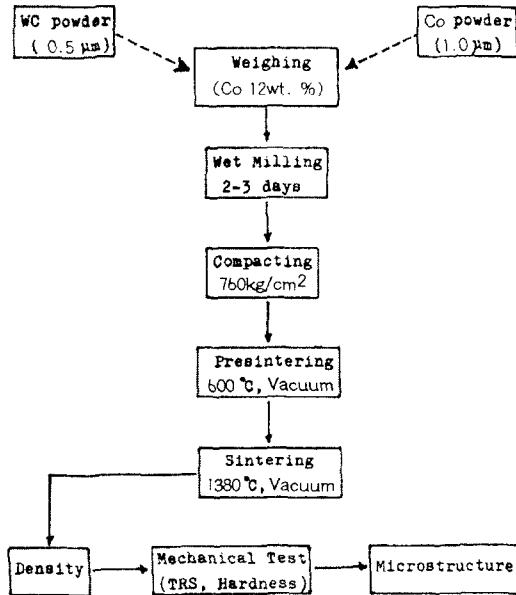 WC powder
( 0.5 µm)
Co powder
(1.0 µm)
Weighing
(Co 12wt. %)
Wet Milling
2-3 days
Compacting
760kg/cm²
Presintering
600 ℃, Vacuum
Sintering
1380 ℃, Vacuum
Density
Mechanical Test
(TRS, Hardness)
Microstructure